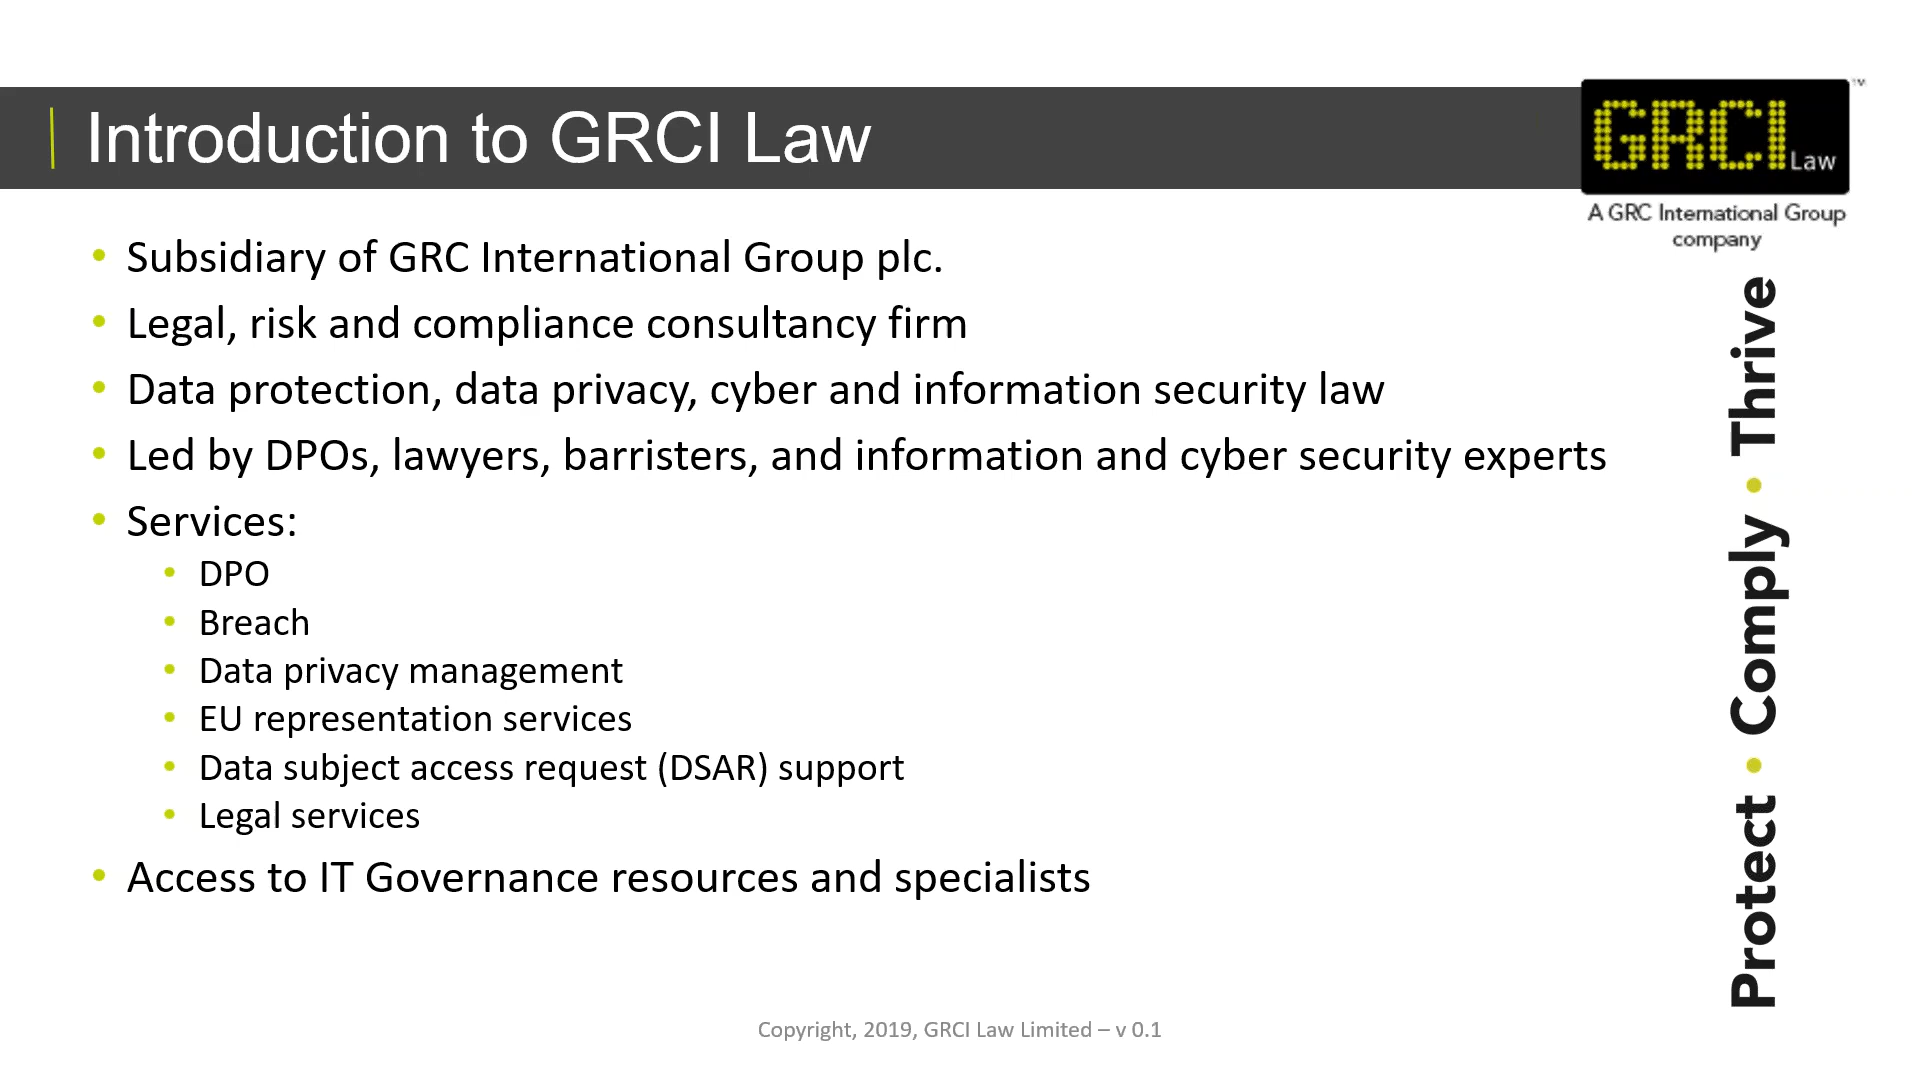 Introduction to GRCI Law
GRCI Law
™
A GRC International Group
company
• Subsidiary of GRC International Group plc.
• Legal, risk and compliance consultancy firm
• Data protection, data privacy, cyber and information security law
• Led by DPOs, lawyers, barristers, and information and cyber security experts
• Services:
• DPO
• Breach
• Data privacy management
• EU representation services
• Data subject access request (DSAR) support
• Legal services
• Access to IT Governance resources and specialists
Protect • Comply • Thrive
Copyright, 2019, GRCI Law Limited – v 0.1